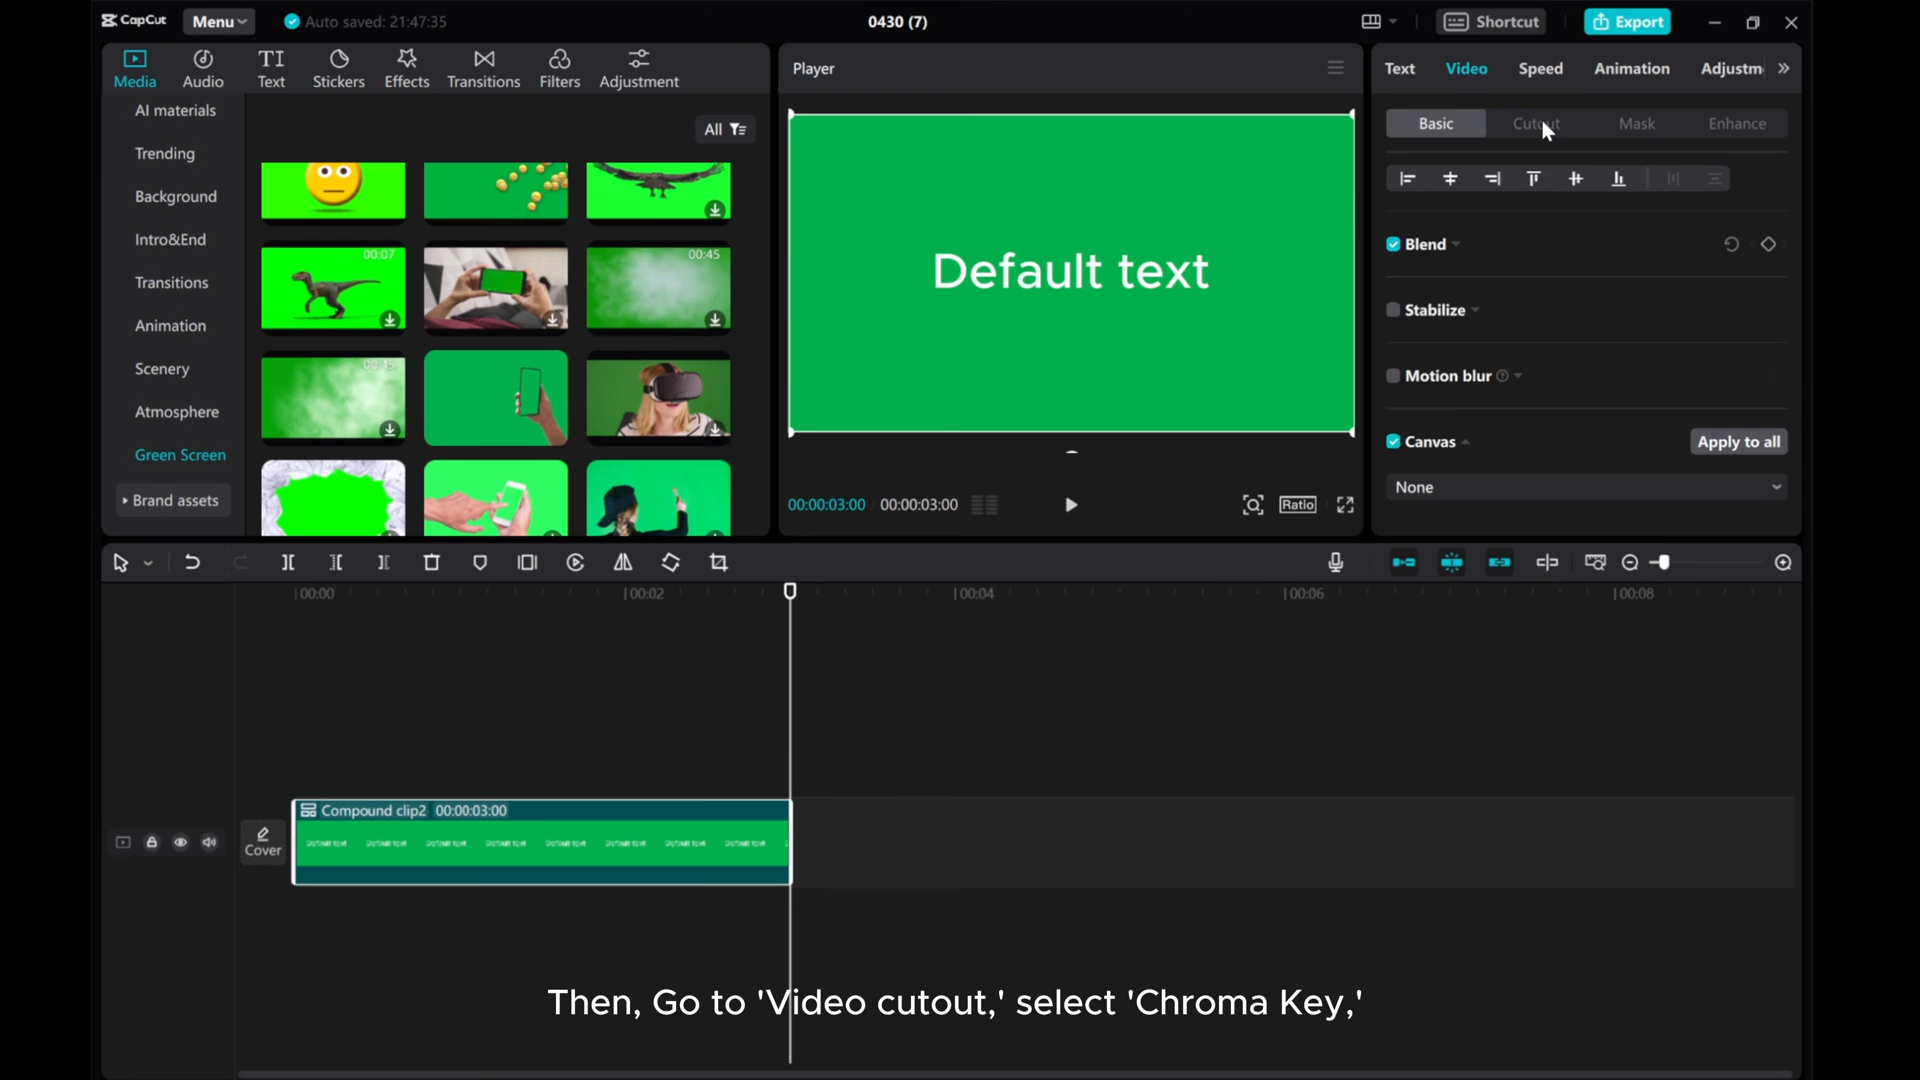 CapCut
Menu
Auto saved: 21:47:35
0430 (7)
Shortcut
Export
Media
Audio
Text
Stickers
Effects
Transitions
Filters
Adjustment
AI materials
Trending
Background
Intro&End
Transitions
Animation
Scenery
Atmosphere
Green Screen
Brand assets
All
00:07
00:45
00:45
Player
Default text
00:00:03:00
00:00:03:00
Ratio
Text
Video
Speed
Animation
Adjustm
Basic
Cutout
Mask
Enhance
Blend
Stabilize
Motion blur
Canvas
Apply to all
None
00:00
00:02
00:04
00:06
00:08
Cover
Compound clip2 00:00:03:00
Default text Default text Default text Default text Default text Default text Default text Default text
Then, Go to 'Video cutout,' select 'Chroma Key,'